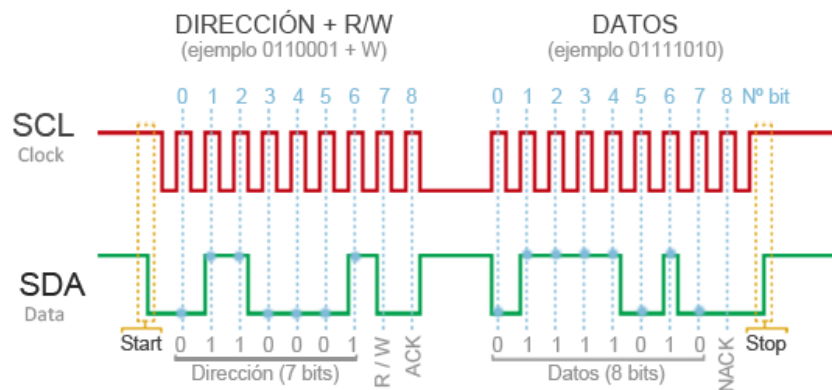 DIRECCIÓN + R/W
(ejemplo 0110001 + W)
DATOS
(ejemplo 01111010)
0 1 2 3 4 5 6 7 8
0 1 2 3 4 5 6 7 8 Nº bit
SCL
Clock
SDA
Data
Start
0 1 1 0 0 0 1 R / W ACK
0 1 1 1 1 0 1 0 NACK
Stop
Dirección (7 bits)
Datos (8 bits)